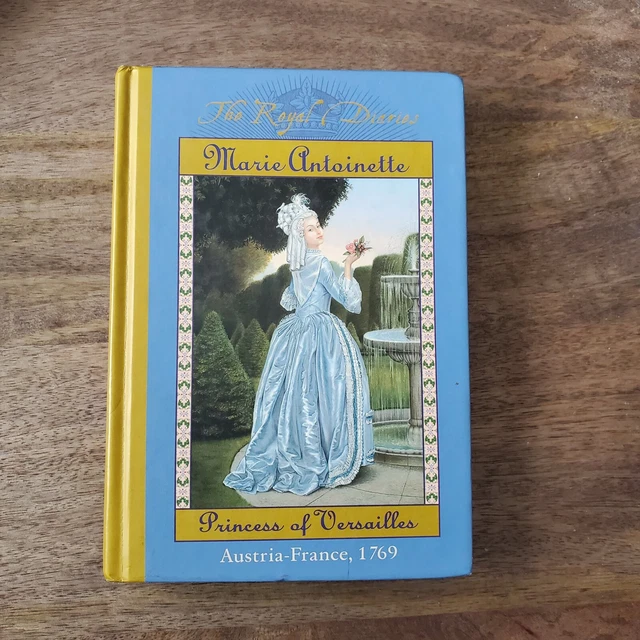 The Royal Diaries
Marie Antoinette
Princess of Versailles
Austria-France, 1769